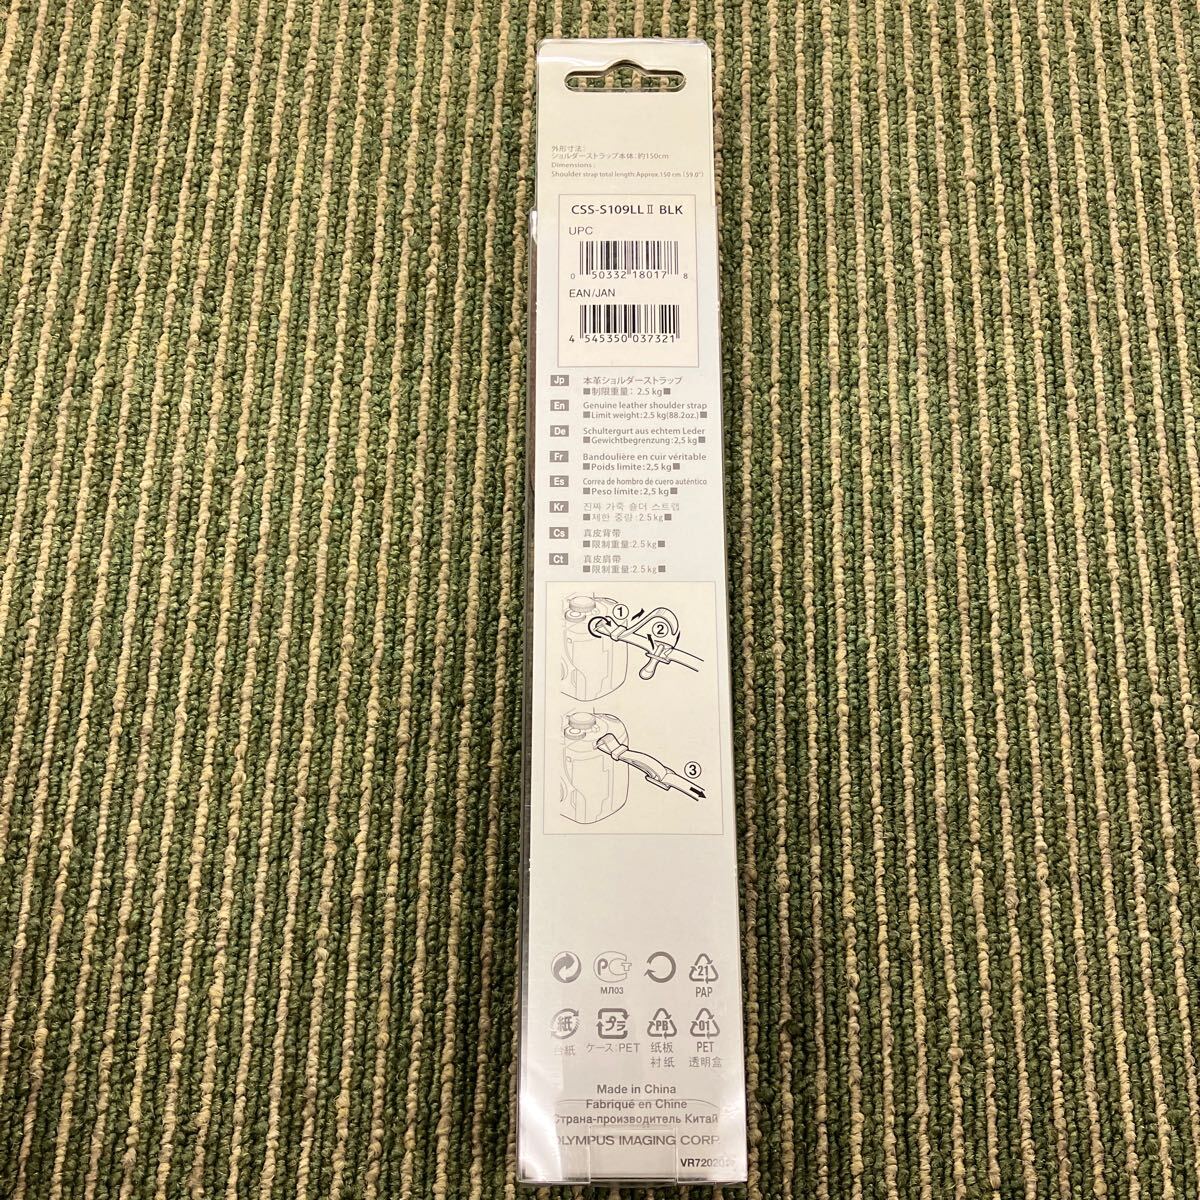 外形寸法:
ショルダーストラップ本体:約150cm
Dimensions:
Shoulder strap total length:Approx.150 cm (59.0")
CSS-S109LL II BLK
UPC
0 50332 18017 8
EAN/JAN
4 545350 037321
Jp 本革ショルダーストラップ
■制限重量: 2.5 kg■
En Genuine leather shoulder strap
■Limit weight:2.5 kg(88.2oz.)■
De Schultergurt aus echtem Leder
■Gewichtbegrenzung:2,5 kg■
Fr Bandoulière en cuir véritable
■Poids limite:2,5 kg■
Es Correa de hombro de cuero auténtico
■Peso límite:2,5 kg■
Kr 진짜 가죽 숄더 스트랩
■제한 중량:2.5 kg■
Cs 真皮背带
■限制重量:2.5 kg■
Ct 真皮肩帶
■限制重量:2.5 kg■
① ②
③
РСТ
МЛ03
21
PAP
紙
台紙
プラ
ケース:PET
PB
纸板
衬纸
01
PET
透明盒
Made in China
Fabriqué en Chine
Страна-производитель Китай
OLYMPUS IMAGING CORP.